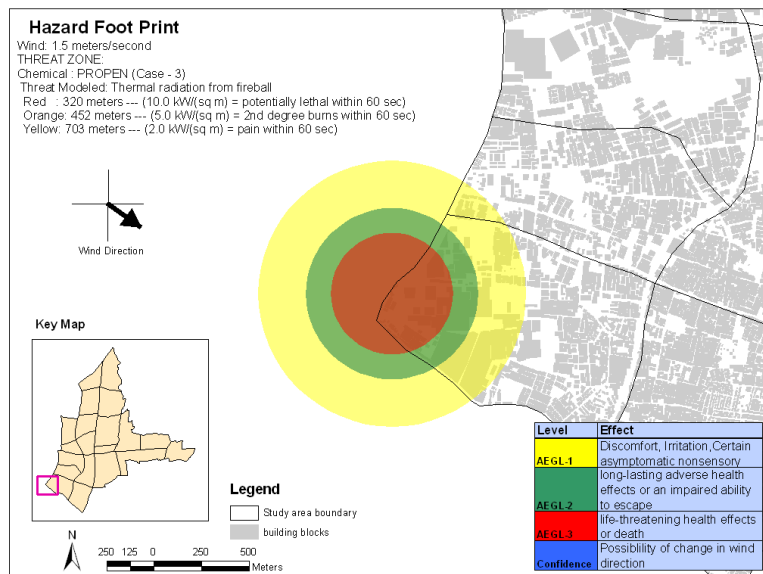 Hazard Foot Print
Wind: 1.5 meters/second
THREAT ZONE:
Chemical : PROPEN (Case - 3)
Threat Modeled: Thermal radiation from fireball
Red : 320 meters --- (10.0 kW/(sq m) = potentially lethal within 60 sec)
Orange: 452 meters --- (5.0 kW/(sq m) = 2nd degree burns within 60 sec)
Yellow: 703 meters --- (2.0 kW/(sq m) = pain within 60 sec)
Wind Direction
Key Map
N
250 125 0 250 500
Meters
Legend
Study area boundary
building blocks
Level Effect
AEGL-1 Discomfort, Irritation,Certain
asymptomatic nonsensory
AEGL-2 long-lasting adverse health
effects or an impaired ability
to escape
AEGL-3 life-threatening health effects
or death
Confidence Possiblility of change in wind
direction